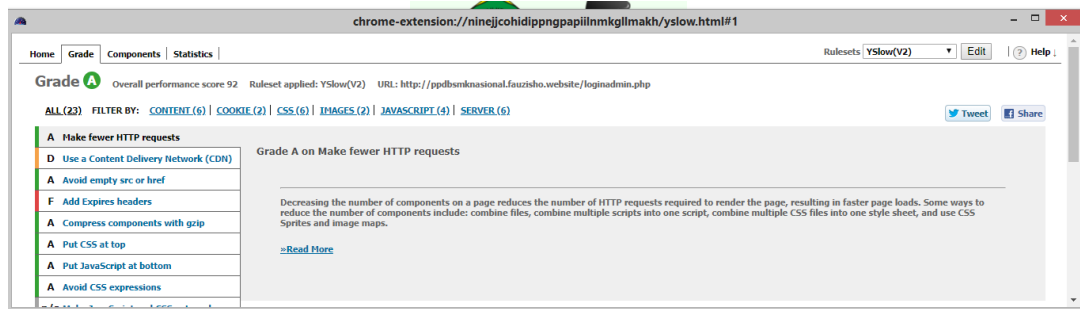 chrome-extension://ninejjcohidippngpapiilnmkgllmakh/yslow.html#1
Home Grade Components Statistics Rulesets YSlow(V2) Edit ? Help ↓
Grade A Overall performance score 92 Ruleset applied: YSlow(V2) URL: http://ppdbsmknasional.fauzisho.website/loginadmin.php
ALL (23) FILTER BY: CONTENT (6) | COOKIE (2) | CSS (6) | IMAGES (2) | JAVASCRIPT (4) | SERVER (6)
Tweet Share
A Make fewer HTTP requests
D Use a Content Delivery Network (CDN)
A Avoid empty src or href
F Add Expires headers
A Compress components with gzip
A Put CSS at top
A Put JavaScript at bottom
A Avoid CSS expressions
Grade A on Make fewer HTTP requests
Decreasing the number of components on a page reduces the number of HTTP requests required to render the page, resulting in faster page loads. Some ways to
reduce the number of components include: combine files, combine multiple scripts into one script, combine multiple CSS files into one style sheet, and use CSS
Sprites and image maps.
»Read More